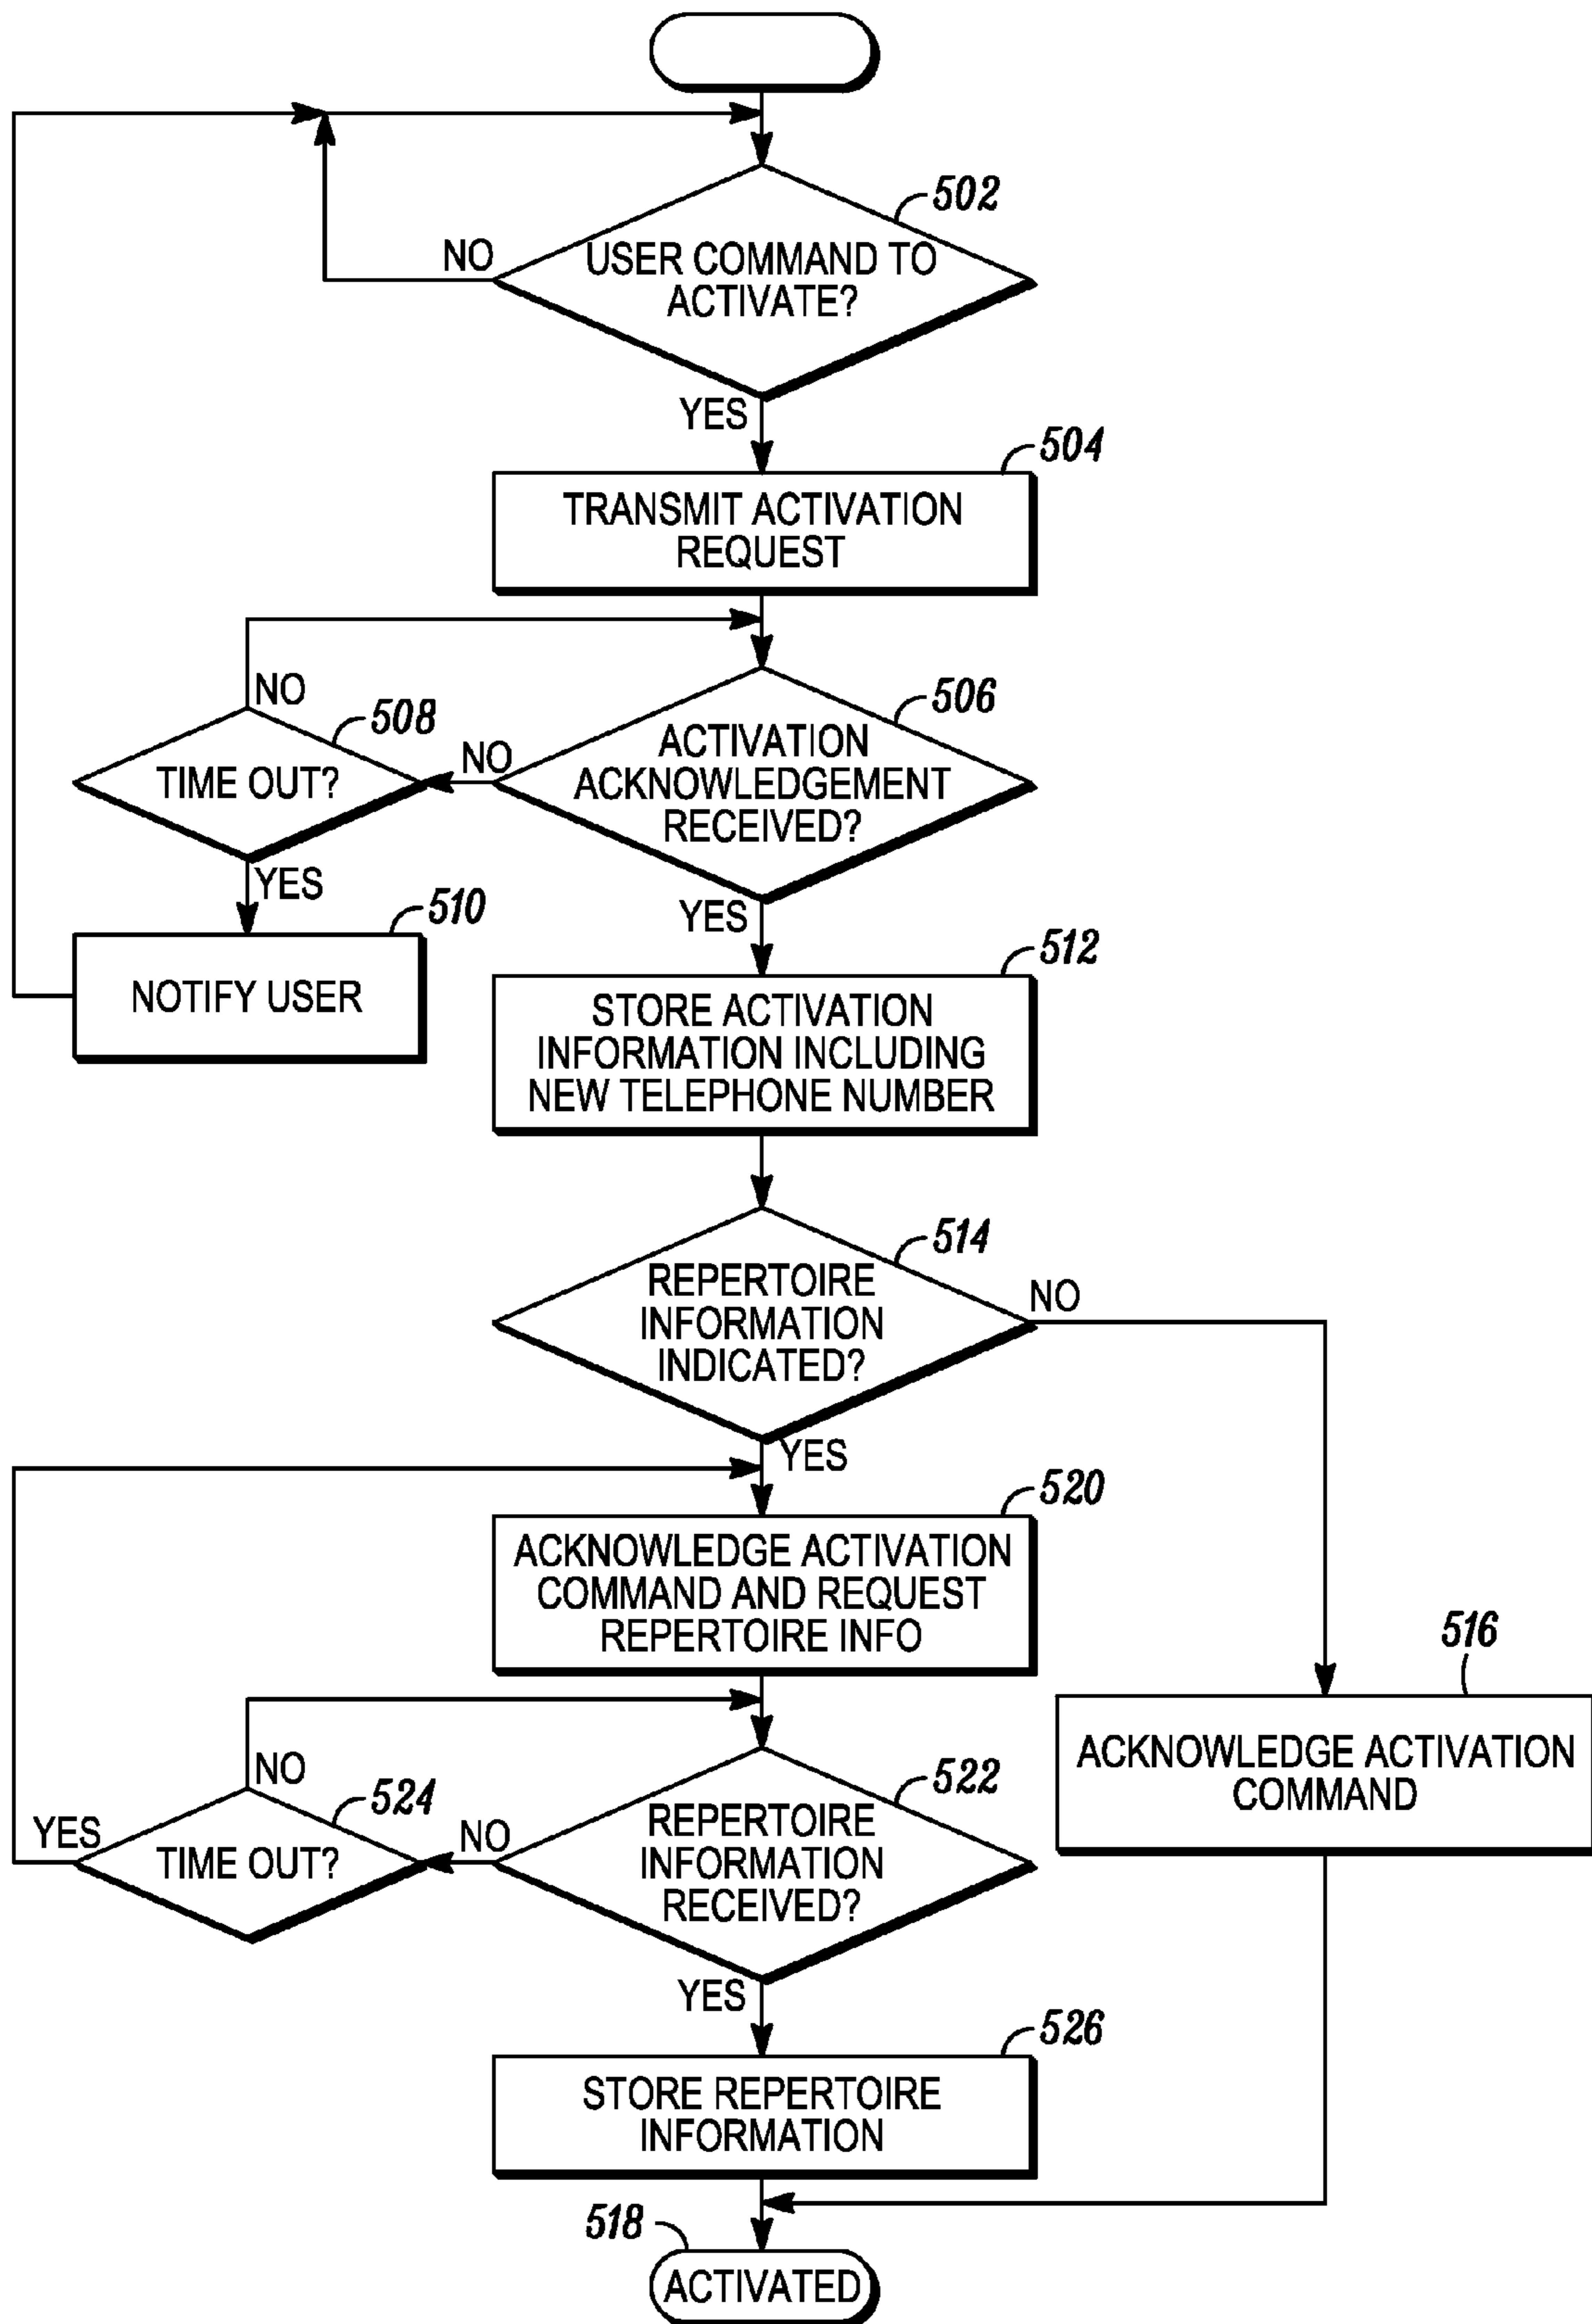 502
USER COMMAND TO
ACTIVATE?
NO
YES
504
TRANSMIT ACTIVATION
REQUEST
NO
508
TIME OUT?
NO
506
ACTIVATION
ACKNOWLEDGEMENT
RECEIVED?
YES
YES
510
NOTIFY USER
512
STORE ACTIVATION
INFORMATION INCLUDING
NEW TELEPHONE NUMBER
514
REPERTOIRE
INFORMATION
INDICATED?
NO
YES
520
ACKNOWLEDGE ACTIVATION
COMMAND AND REQUEST
REPERTOIRE INFO
516
ACKNOWLEDGE ACTIVATION
COMMAND
NO
524
YES
TIME OUT?
NO
522
REPERTOIRE
INFORMATION
RECEIVED?
YES
526
STORE REPERTOIRE
INFORMATION
518
ACTIVATED